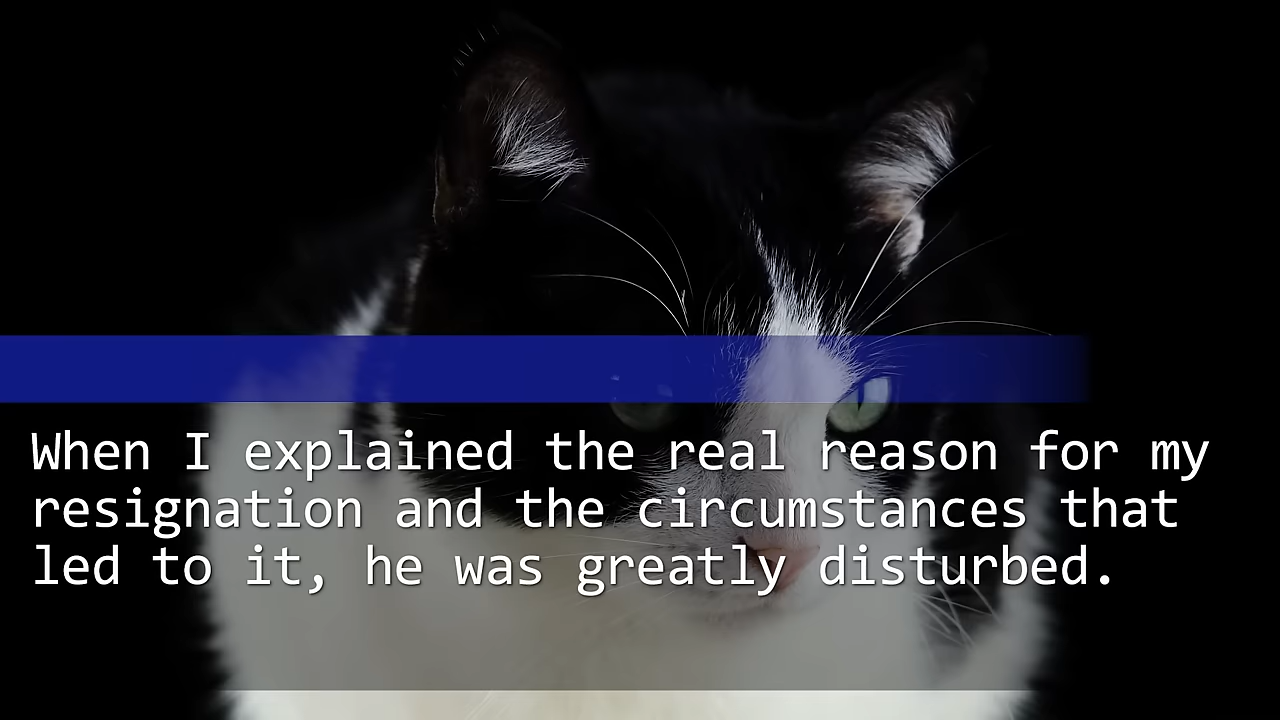 When I explained the real reason for my
resignation and the circumstances that
led to it, he was greatly disturbed.